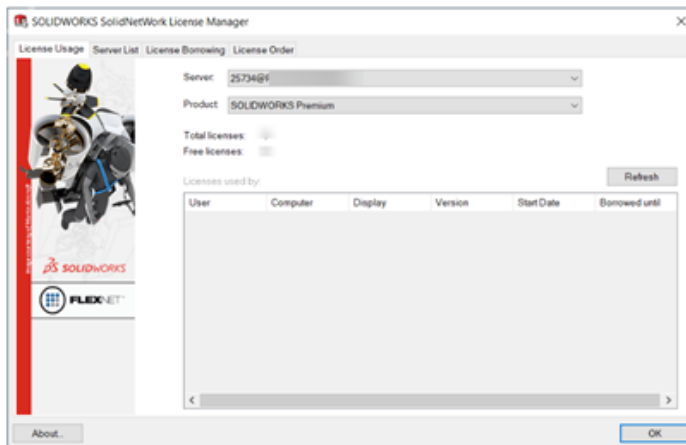 SOLIDWORKS SolidNetWork License Manager
License Usage Server List License Borrowing License Order
Server: 25734@
Product: SOLIDWORKS Premium
Total licenses:
Free licenses:
Licenses used by:
Refresh
User Computer Display Version Start Date Borrowed until
SOLIDWORKS
FLEXNET
About..
OK